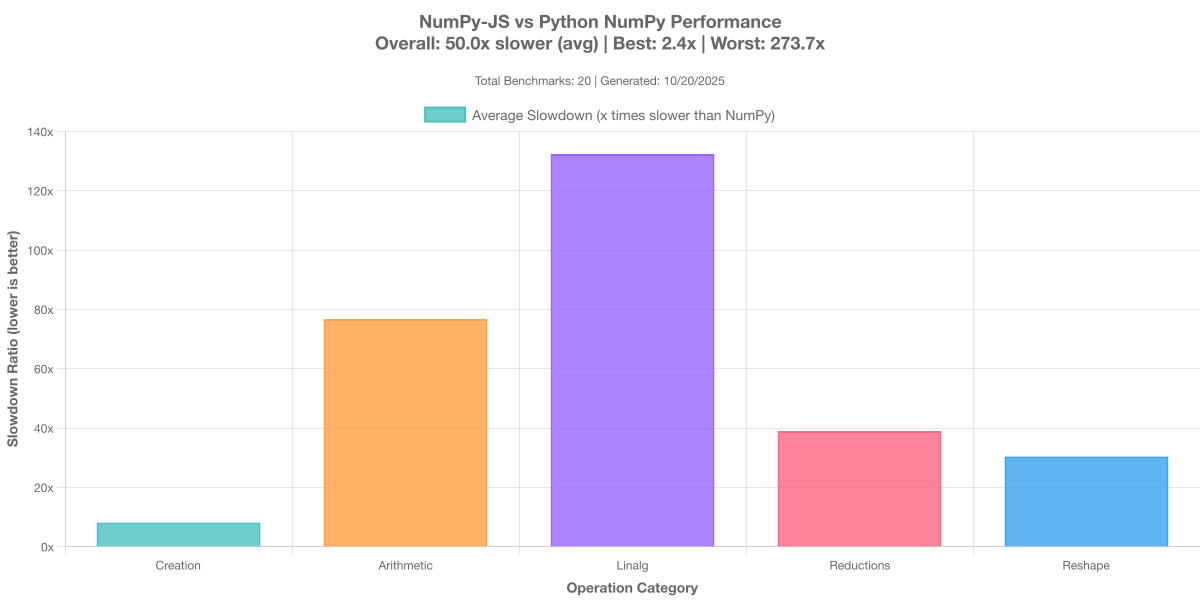 NumPy-JS vs Python NumPy Performance
Overall: 50.0x slower (avg) | Best: 2.4x | Worst: 273.7x
Total Benchmarks: 20 | Generated: 10/20/2025
Average Slowdown (x times slower than NumPy)
Slowdown Ratio (lower is better)
140x
120x
100x
80x
60x
40x
20x
0x
Creation
Arithmetic
Linalg
Reductions
Reshape
Operation Category